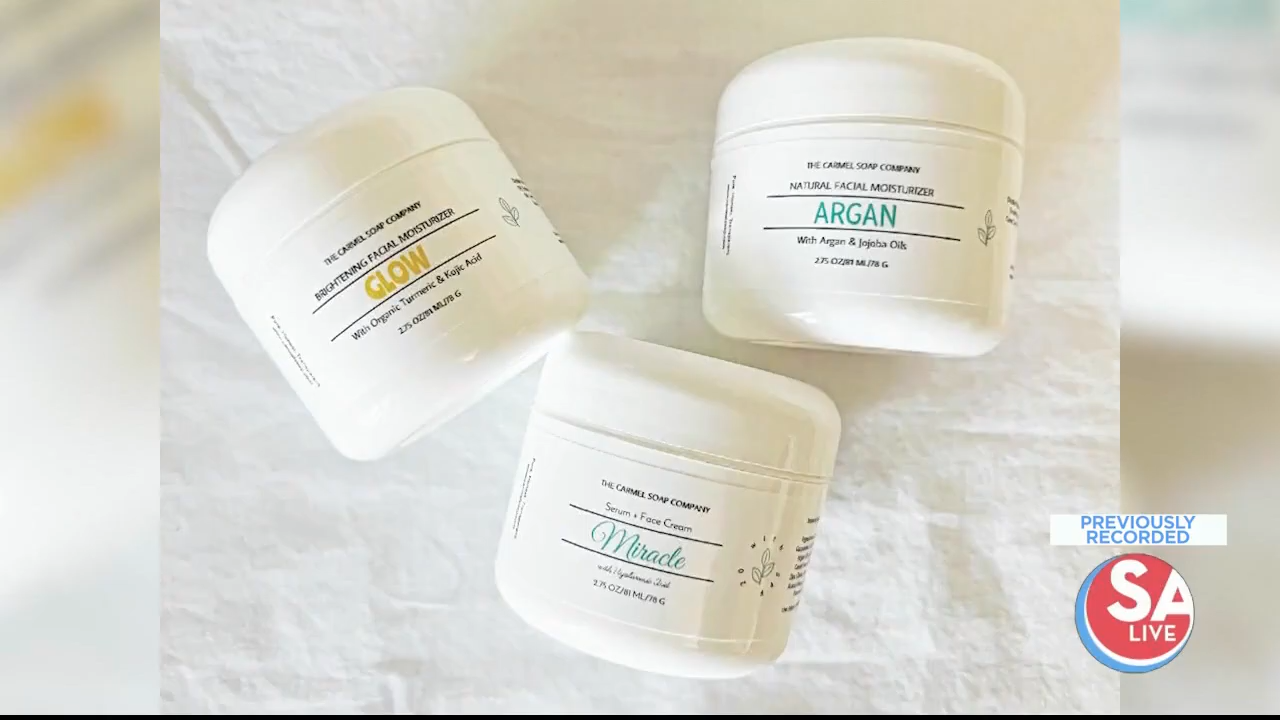 THE CARMEL SOAP COMPANY
BRIGHTENING FACIAL MOISTURIZER
GLOW
With Organic Turmeric & Kojic Acid
2.75 OZ/81 ML/78 G
THE CARMEL SOAP COMPANY
NATURAL FACIAL MOISTURIZER
ARGAN
With Argan & Jojoba Oils
2.75 OZ/81 ML/78 G
THE CARMEL SOAP COMPANY
Serum + Face Cream
Miracle
with Hyaluronic Acid
2.75 OZ/81 ML/78 G
PREVIOUSLY
RECORDED
SA
LIVE